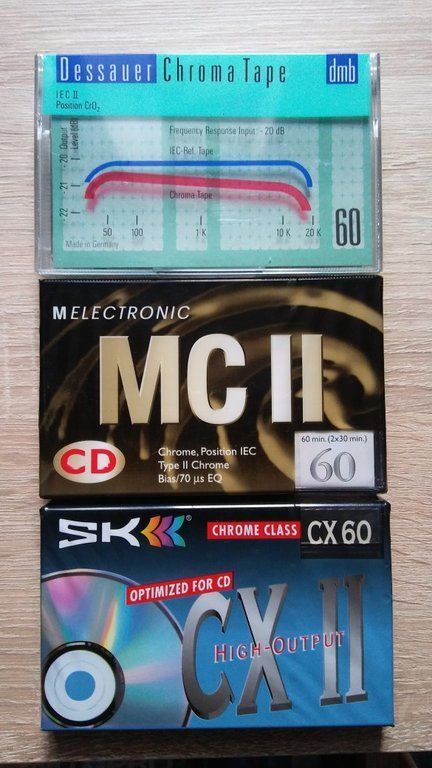 Dessauer Chroma Tape dmb
IEC II
Position CrO₂
Output
Level (dB)
Frequency Response Input: -20 dB
-20
IEC-Ref. Tape
-21
Chroma Tape
-22
50 100 1 K 10 K 20 K
60
Made in Germany
MELECTRONIC
MC II
CD
Chrome, Position IEC
Type II Chrome
Bias/70 µs EQ
60 min. (2x30 min.)
60
SK®
CHROME CLASS
CX 60
OPTIMIZED FOR CD
CX II
HIGH-OUTPUT